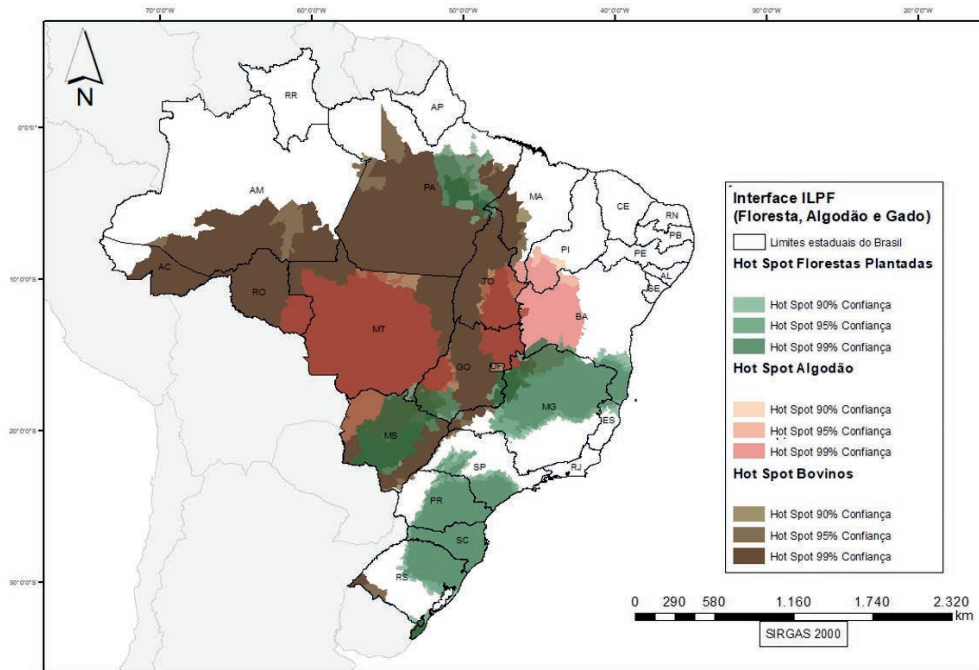 70°0'0"W 60°0'0"W 50°0'0"W 40°0'0"W 30°0'0"W 20°0'0"W
N
0°0'0"
10°0'0"S
20°0'0"S
30°0'0"S
RR
AP
AM
PA
MA
CE
RN
PB
PI
PE
AL
SE
AC
RO
TO
BA
MT
GO
DF
MG
ES
MS
SP
RJ
PR
SC
RS
Interface ILPF
(Floresta, Algodão e Gado)
Limites estaduais do Brasil
Hot Spot Florestas Plantadas
Hot Spot 90% Confiança
Hot Spot 95% Confiança
Hot Spot 99% Confiança
Hot Spot Algodão
Hot Spot 90% Confiança
Hot Spot 95% Confiança
Hot Spot 99% Confiança
Hot Spot Bovinos
Hot Spot 90% Confiança
Hot Spot 95% Confiança
Hot Spot 99% Confiança
0 290 580 1.160 1.740 2.320
km
SIRGAS 2000